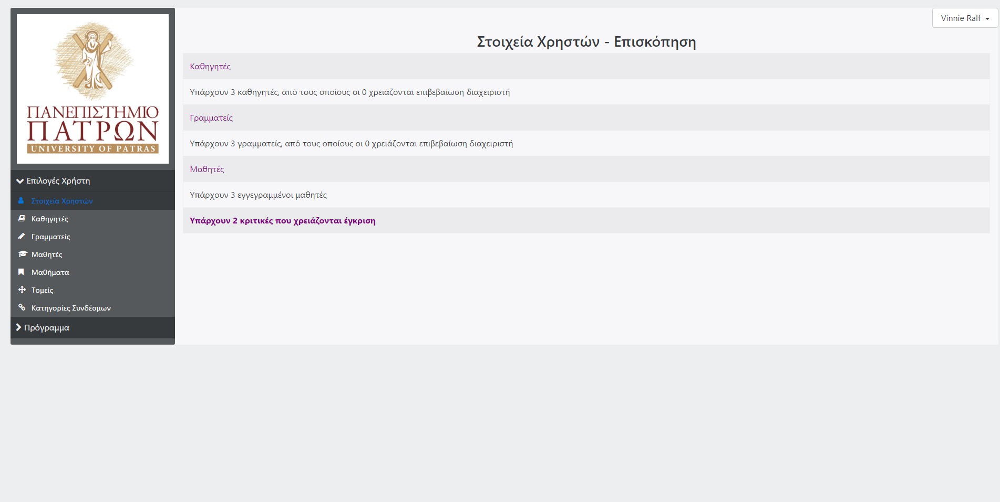 Vinnie Ralf
ΠΑΝΕΠΙΣΤΗΜΙΟ
ΠΑΤΡΩΝ
UNIVERSITY OF PATRAS
Επιλογές Χρήστη
Στοιχεία Χρηστών
Καθηγητές
Γραμματείς
Μαθητές
Μαθήματα
Τομείς
Κατηγορίες Συνδέσμων
Πρόγραμμα
Στοιχεία Χρηστών - Επισκόπηση
Καθηγητές
Υπάρχουν 3 καθηγητές, από τους οποίους οι 0 χρειάζονται επιβεβαίωση διαχειριστή
Γραμματείς
Υπάρχουν 3 γραμματείς, από τους οποίους οι 0 χρειάζονται επιβεβαίωση διαχειριστή
Μαθητές
Υπάρχουν 3 εγγεγραμμένοι μαθητές
Υπάρχουν 2 κριτικές που χρειάζονται έγκριση